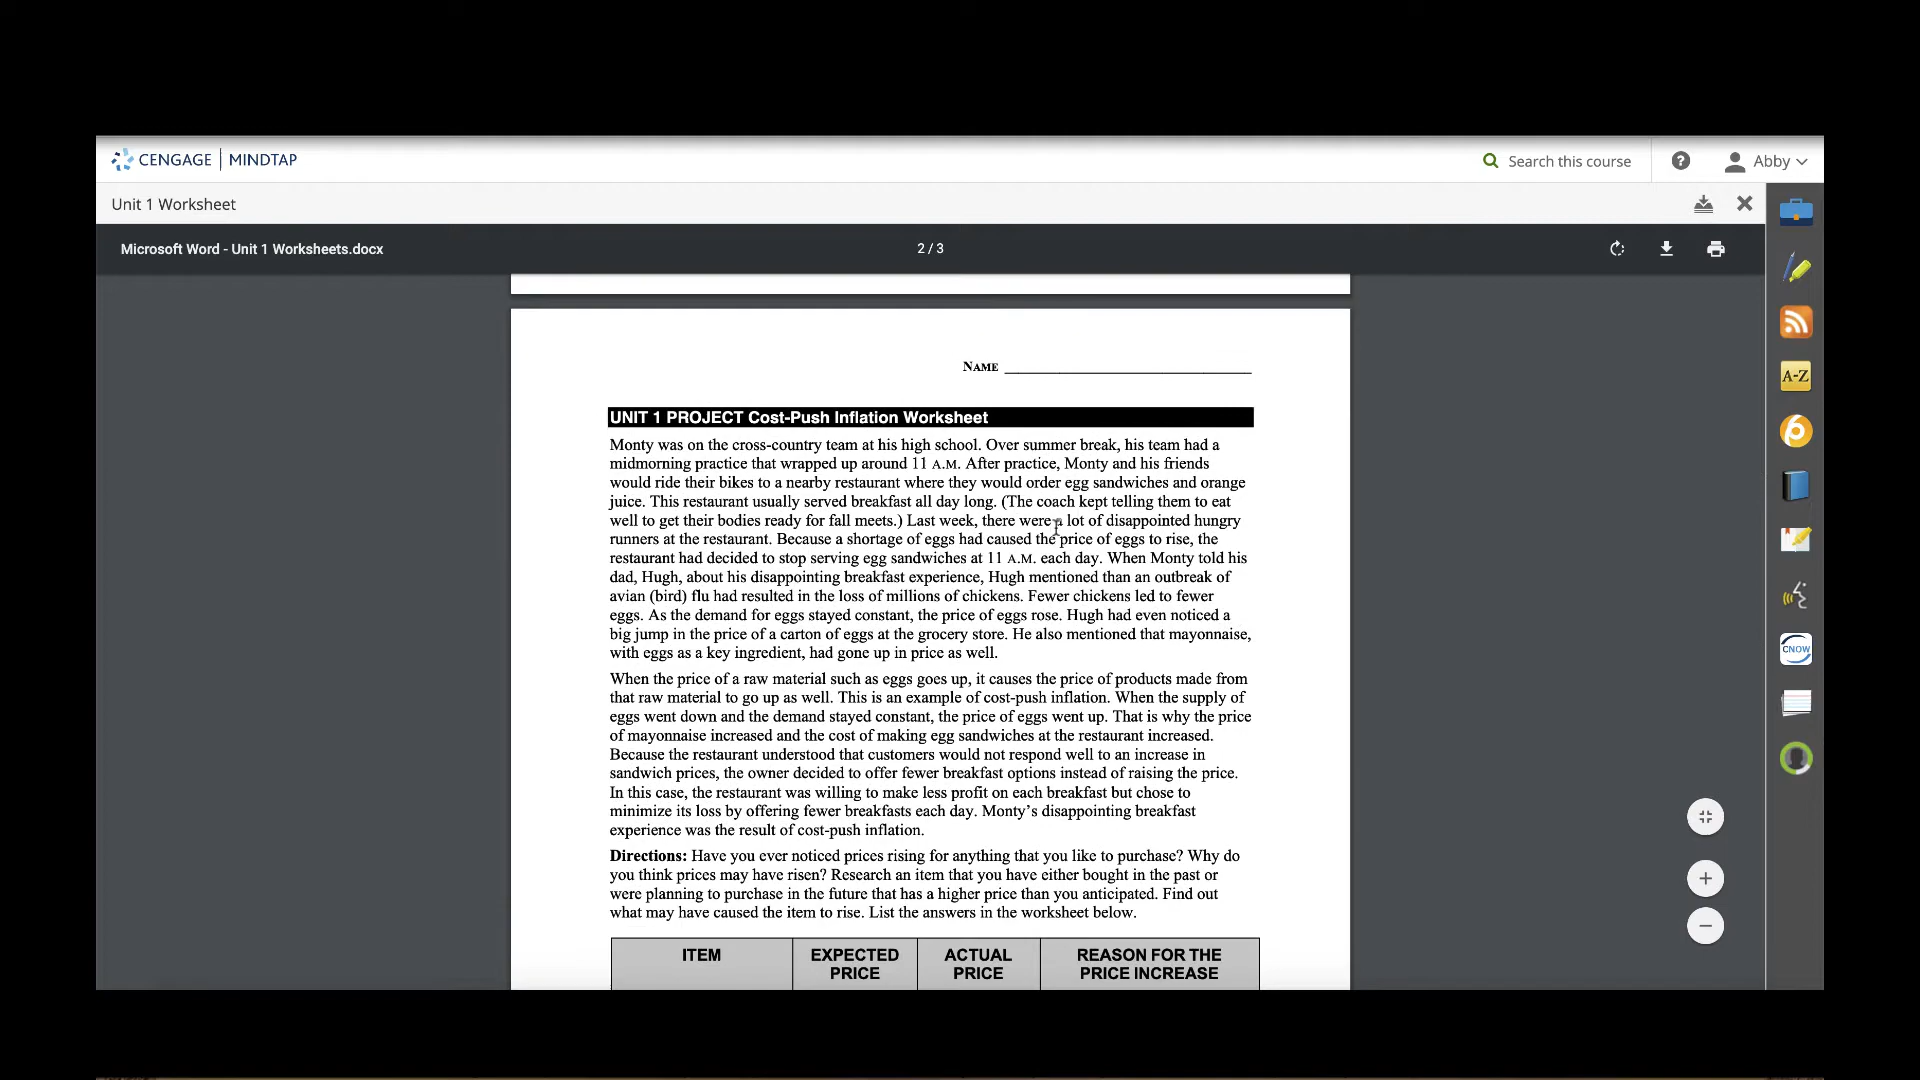 CENGAGE | MINDTAP
Search this course
Abby
Unit 1 Worksheet
Microsoft Word - Unit 1 Worksheets.docx
2 / 3
NAME
UNIT 1 PROJECT Cost-Push Inflation Worksheet
Monty was on the cross-country team at his high school. Over summer break, his team had a
midmorning practice that wrapped up around 11 A.M. After practice, Monty and his friends
would ride their bikes to a nearby restaurant where they would order egg sandwiches and orange
juice. This restaurant usually served breakfast all day long. (The coach kept telling them to eat
well to get their bodies ready for fall meets.) Last week, there were a lot of disappointed hungry
runners at the restaurant. Because a shortage of eggs had caused the price of eggs to rise, the
restaurant had decided to stop serving egg sandwiches at 11 A.M. each day. When Monty told his
dad, Hugh, about his disappointing breakfast experience, Hugh mentioned than an outbreak of
avian (bird) flu had resulted in the loss of millions of chickens. Fewer chickens led to fewer
eggs. As the demand for eggs stayed constant, the price of eggs rose. Hugh had even noticed a
big jump in the price of a carton of eggs at the grocery store. He also mentioned that mayonnaise,
with eggs as a key ingredient, had gone up in price as well.
When the price of a raw material such as eggs goes up, it causes the price of products made from
that raw material to go up as well. This is an example of cost-push inflation. When the supply of
eggs went down and the demand stayed constant, the price of eggs went up. That is why the price
of mayonnaise increased and the cost of making egg sandwiches at the restaurant increased.
Because the restaurant understood that customers would not respond well to an increase in
sandwich prices, the owner decided to offer fewer breakfast options instead of raising the price.
In this case, the restaurant was willing to make less profit on each breakfast but chose to
minimize its loss by offering fewer breakfasts each day. Monty's disappointing breakfast
experience was the result of cost-push inflation.
Directions: Have you ever noticed prices rising for anything that you like to purchase? Why do
you think prices may have risen? Research an item that you have either bought in the past or
were planning to purchase in the future that has a higher price than you anticipated. Find out
what may have caused the item to rise. List the answers in the worksheet below.
ITEM
EXPECTED
PRICE
ACTUAL
PRICE
REASON FOR THE
PRICE INCREASE
A-Z
CNOW